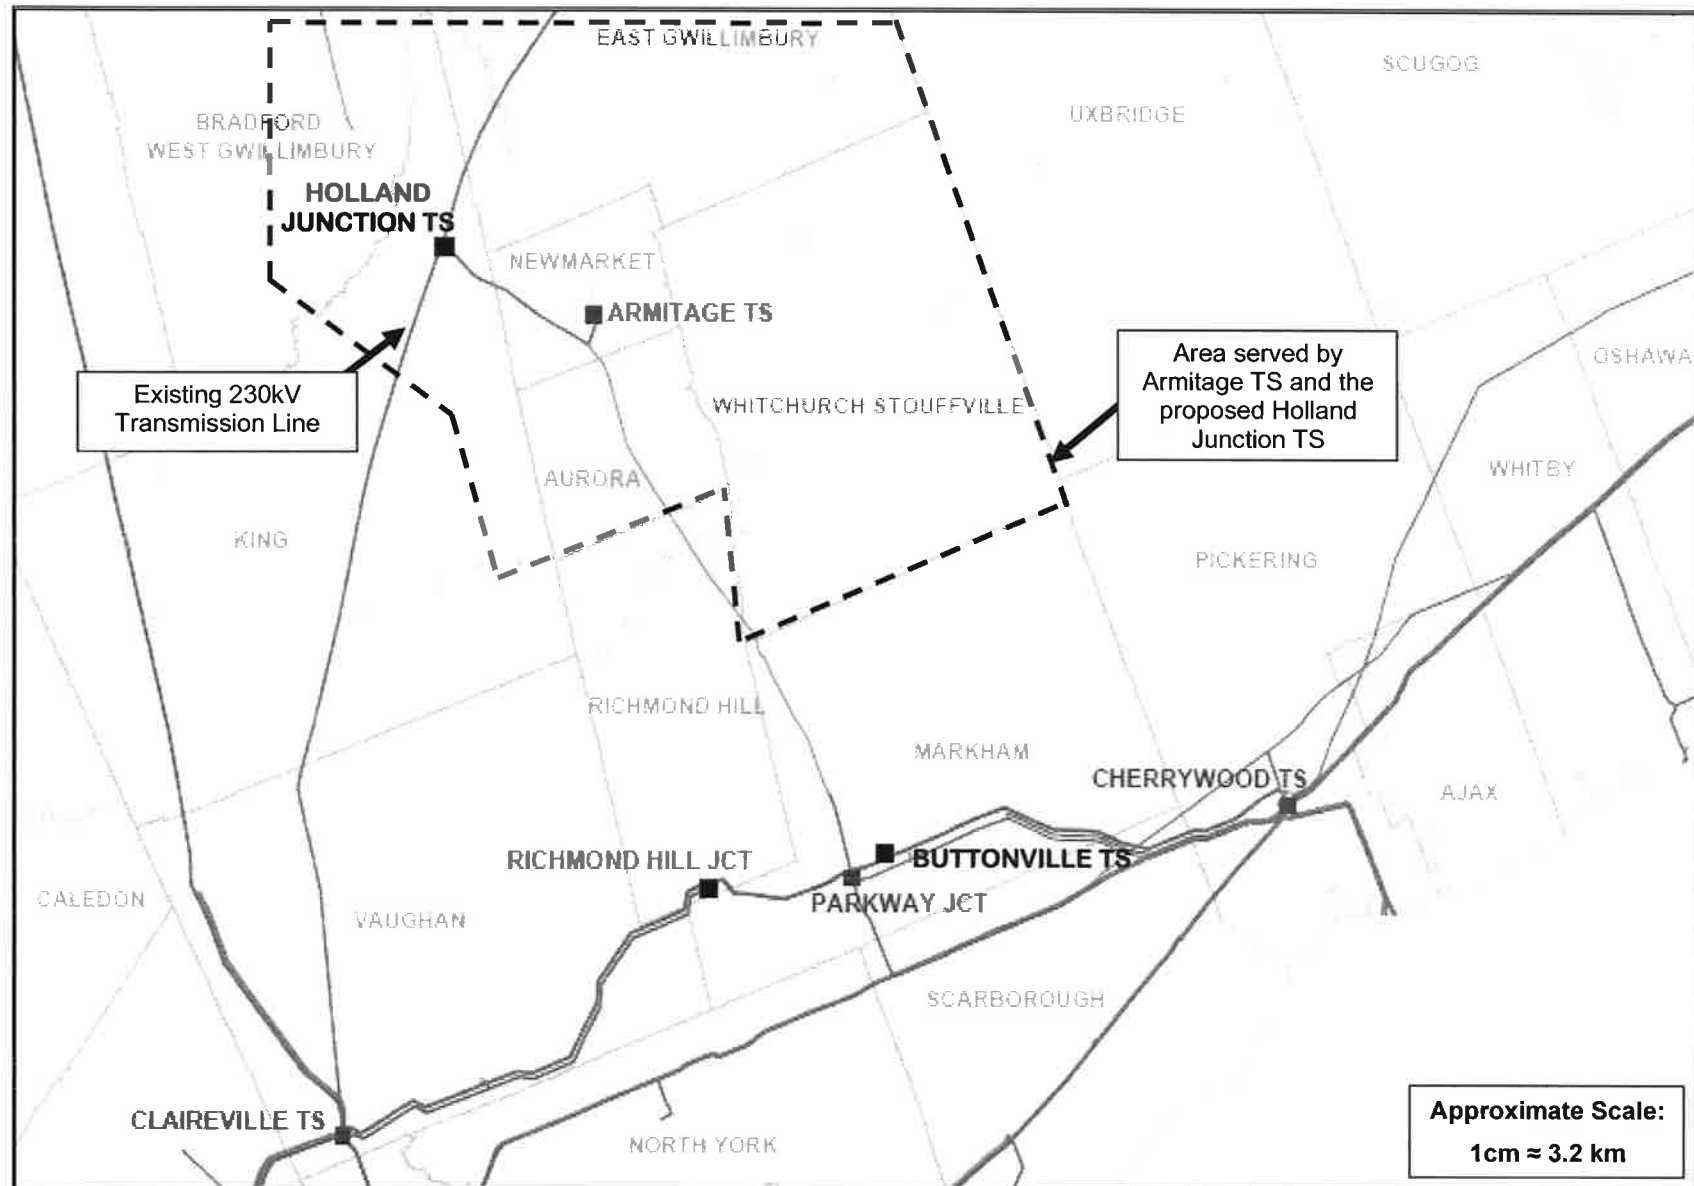 EAST GWILLIMBURY
SCUGOG
UXBRIDGE
BRADFORD
WEST GWILLIMBURY
HOLLAND
JUNCTION TS
NEWMARKET
ARMITAGE TS
Existing 230kV
Transmission Line
Area served by
Armitage TS and the
proposed Holland
Junction TS
OSHAWA
WHITCHURCH STOUFFVILLE
WHITBY
AURORA
KING
PICKERING
RICHMOND HILL
MARKHAM
CHERRYWOOD TS
AJAX
RICHMOND HILL JCT
BUTTONVILLE TS
PARKWAY JCT
CALEDON
VAUGHAN
SCARBOROUGH
CLAIREVILLE TS
NORTH YORK
Approximate Scale:
1cm ≈ 3.2 km